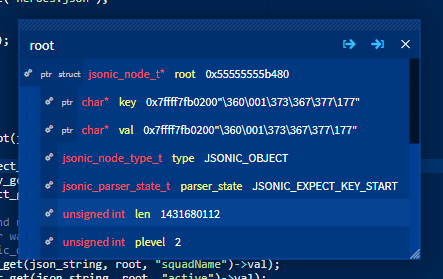 heroes.json");
);
root
ptr struct jsonic_node_t* root 0x55555555b480
ptr char* key 0x7ffff7fb0200"\360\001\373\367\377\177"
ptr char* val 0x7ffff7fb0200"\360\001\373\367\377\177"
jsonic_node_type_t type JSONIC_OBJECT
jsonic_parser_state_t parser_state JSONIC_EXPECT_KEY_START
unsigned int len 1431680112
unsigned int plevel 2
_get(json_string, root, "squadName")->val);
_get(json_string, root, "active")->val);